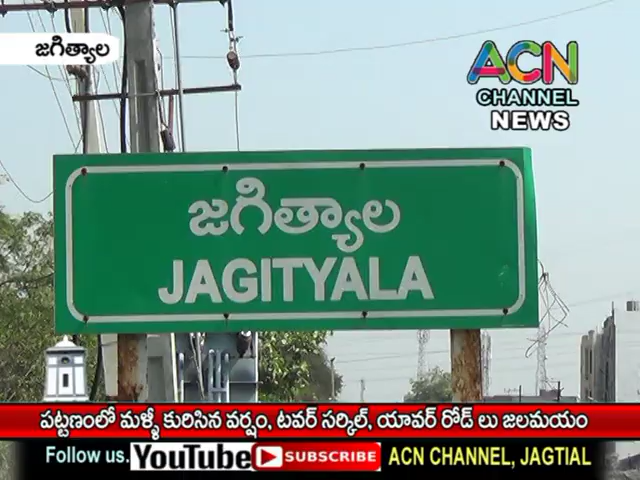 జగిత్యాల
ACN
CHANNEL
NEWS
జగిత్యాల
JAGITYALA
పట్టణంలో మళ్ళీ కురిసిన వర్షం, టవర్ సర్కిల్, యావర్ రోడ్ లు జలమయం
Follow us. YouTube SUBSCRIBE ACN CHANNEL, JAGTIAL